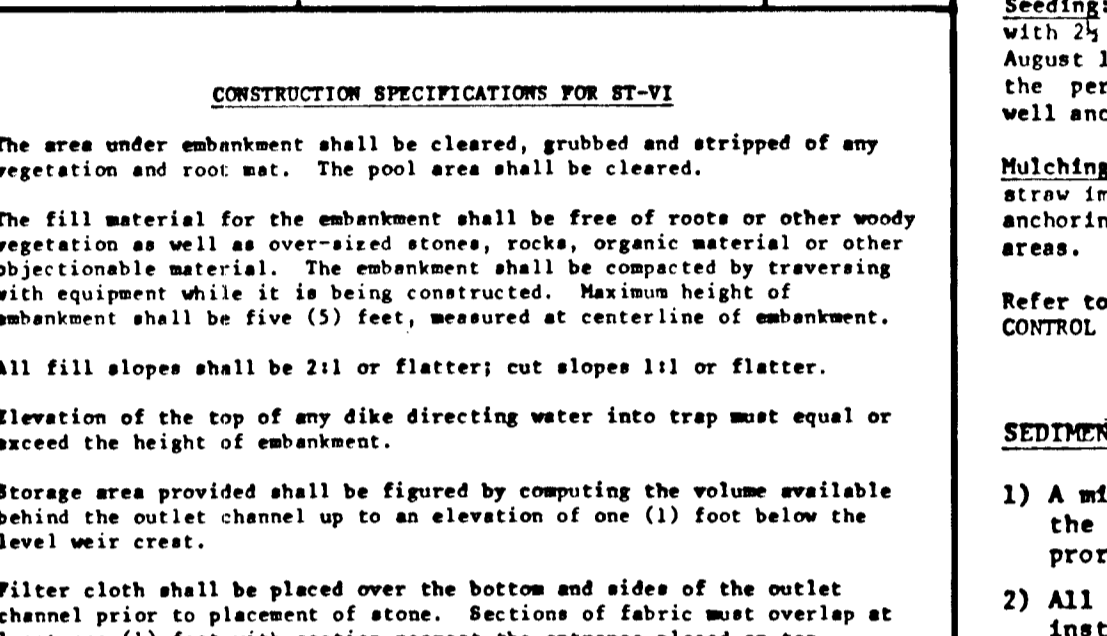 CONSTRUCTION SPECIFICATIONS FOR ST-VI
The area under embankment shall be cleared, grubbed and stripped of any
vegetation and root mat. The pool area shall be cleared.
The fill material for the embankment shall be free of roots or other woody
vegetation as well as over-sized stones, rocks, organic material or other
objectionable material. The embankment shall be compacted by traversing
with equipment while it is being constructed. Maximum height of
embankment shall be five (5) feet, measured at centerline of embankment.
All fill slopes shall be 2:1 or flatter; cut slopes 1:1 or flatter.
Elevation of the top of any dike directing water into trap must equal or
exceed the height of embankment.
Storage area provided shall be figured by computing the volume available
behind the outlet channel up to an elevation of one (1) foot below the
level weir crest.
Filter cloth shall be placed over the bottom and sides of the outlet
channel prior to placement of stone. Sections of fabric must overlap at
Seeding:
with 2½
August 1
the per
well anc
Mulching
straw im
anchorin
areas.
Refer to
CONTROL
SEDIMEN
1) A mi
the
pror
2) All
inst